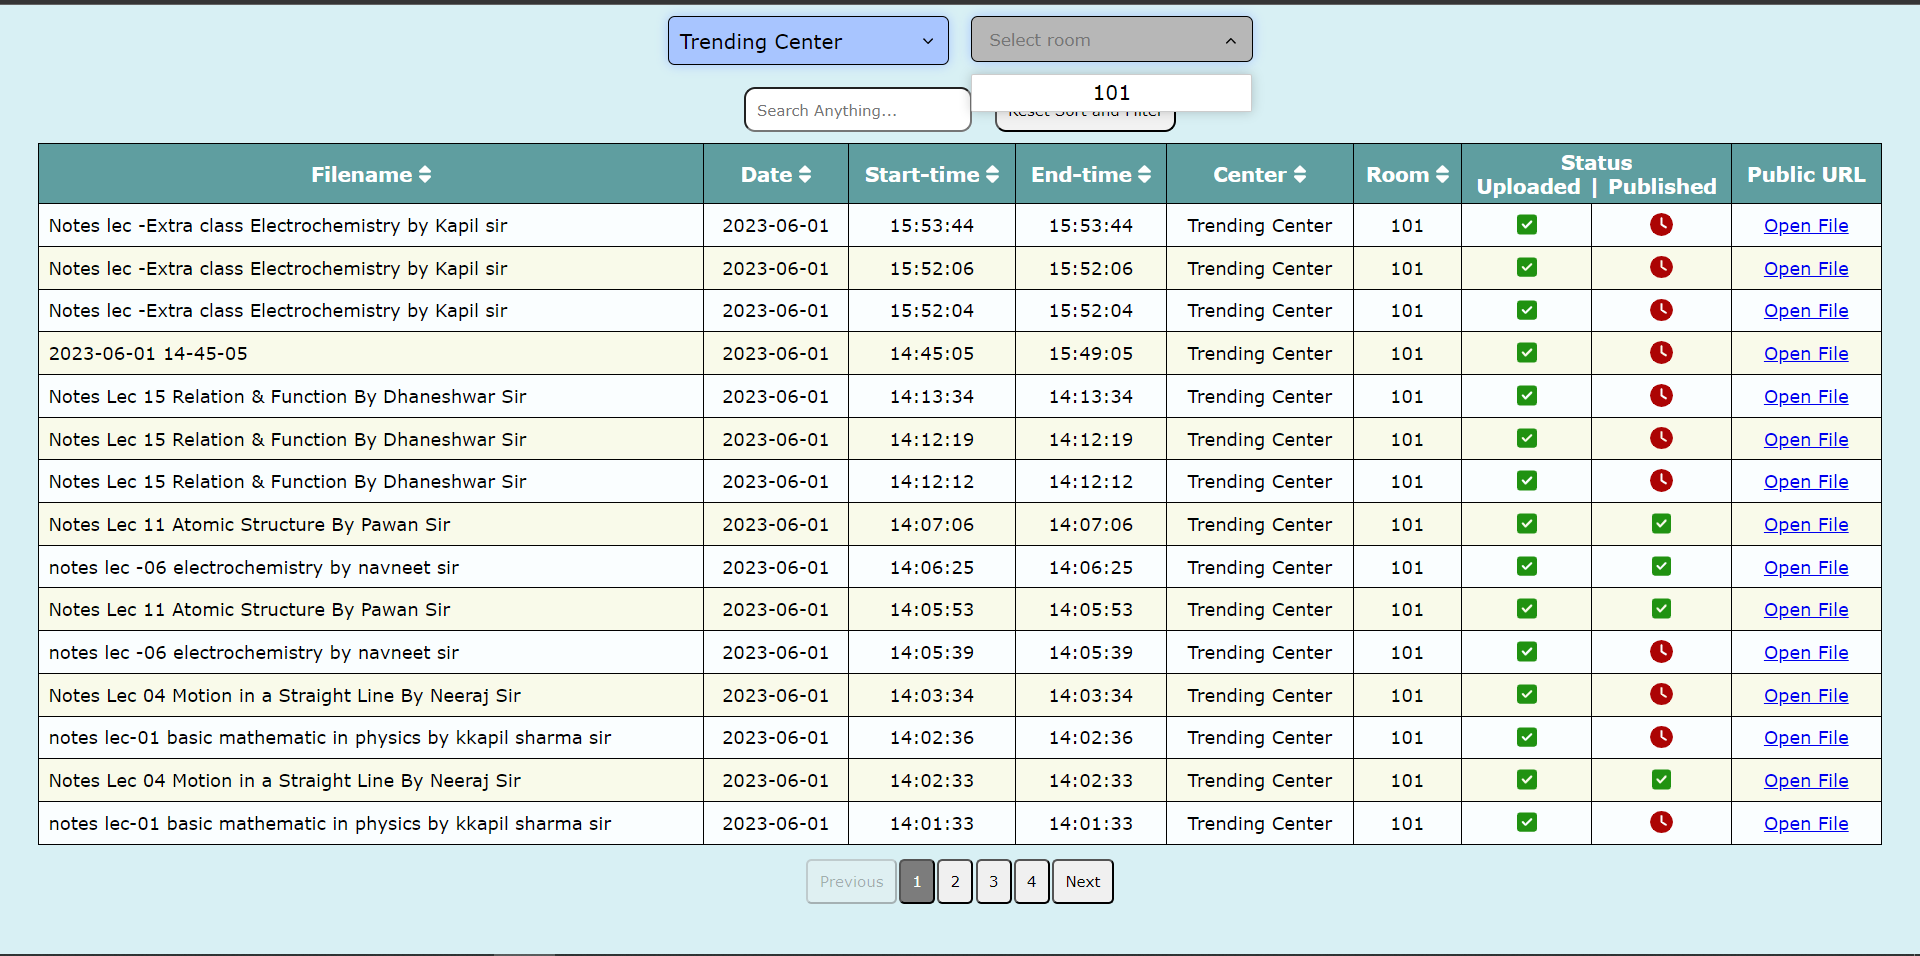 Trending Center
Select room
101
Search Anything...
Reset Sort and Filter
Filename Date Start-time End-time Center Room Status Uploaded | Published Public URL
Notes lec -Extra class Electrochemistry by Kapil sir 2023-06-01 15:53:44 15:53:44 Trending Center 101 Open File
Notes lec -Extra class Electrochemistry by Kapil sir 2023-06-01 15:52:06 15:52:06 Trending Center 101 Open File
Notes lec -Extra class Electrochemistry by Kapil sir 2023-06-01 15:52:04 15:52:04 Trending Center 101 Open File
2023-06-01 14-45-05 2023-06-01 14:45:05 15:49:05 Trending Center 101 Open File
Notes Lec 15 Relation & Function By Dhaneshwar Sir 2023-06-01 14:13:34 14:13:34 Trending Center 101 Open File
Notes Lec 15 Relation & Function By Dhaneshwar Sir 2023-06-01 14:12:19 14:12:19 Trending Center 101 Open File
Notes Lec 15 Relation & Function By Dhaneshwar Sir 2023-06-01 14:12:12 14:12:12 Trending Center 101 Open File
Notes Lec 11 Atomic Structure By Pawan Sir 2023-06-01 14:07:06 14:07:06 Trending Center 101 Open File
notes lec -06 electrochemistry by navneet sir 2023-06-01 14:06:25 14:06:25 Trending Center 101 Open File
Notes Lec 11 Atomic Structure By Pawan Sir 2023-06-01 14:05:53 14:05:53 Trending Center 101 Open File
notes lec -06 electrochemistry by navneet sir 2023-06-01 14:05:39 14:05:39 Trending Center 101 Open File
Notes Lec 04 Motion in a Straight Line By Neeraj Sir 2023-06-01 14:03:34 14:03:34 Trending Center 101 Open File
notes lec-01 basic mathematic in physics by kkapil sharma sir 2023-06-01 14:02:36 14:02:36 Trending Center 101 Open File
Notes Lec 04 Motion in a Straight Line By Neeraj Sir 2023-06-01 14:02:33 14:02:33 Trending Center 101 Open File
notes lec-01 basic mathematic in physics by kkapil sharma sir 2023-06-01 14:01:33 14:01:33 Trending Center 101 Open File
Previous 1 2 3 4 Next